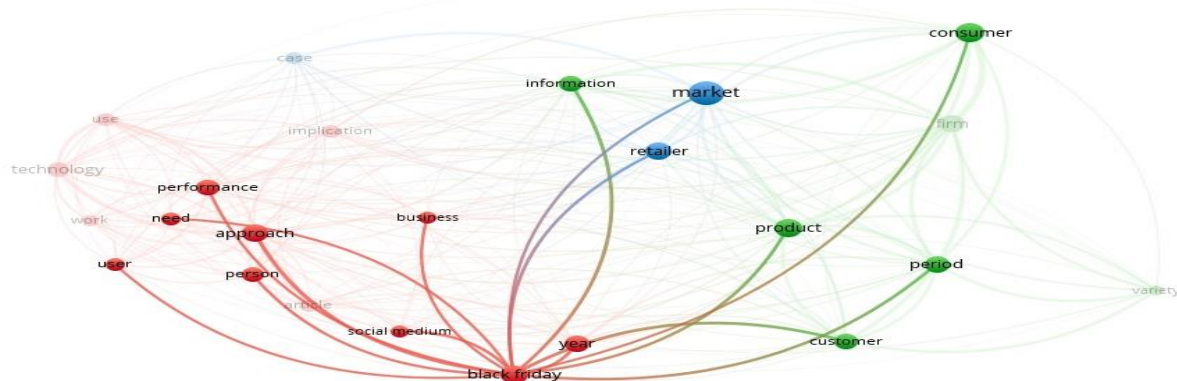 consumer
case
information
market
use
firm
implication
retailer
technology
performance
need
business
work
approach
product
user
period
person
variety
article
social medium
customer
year
black friday